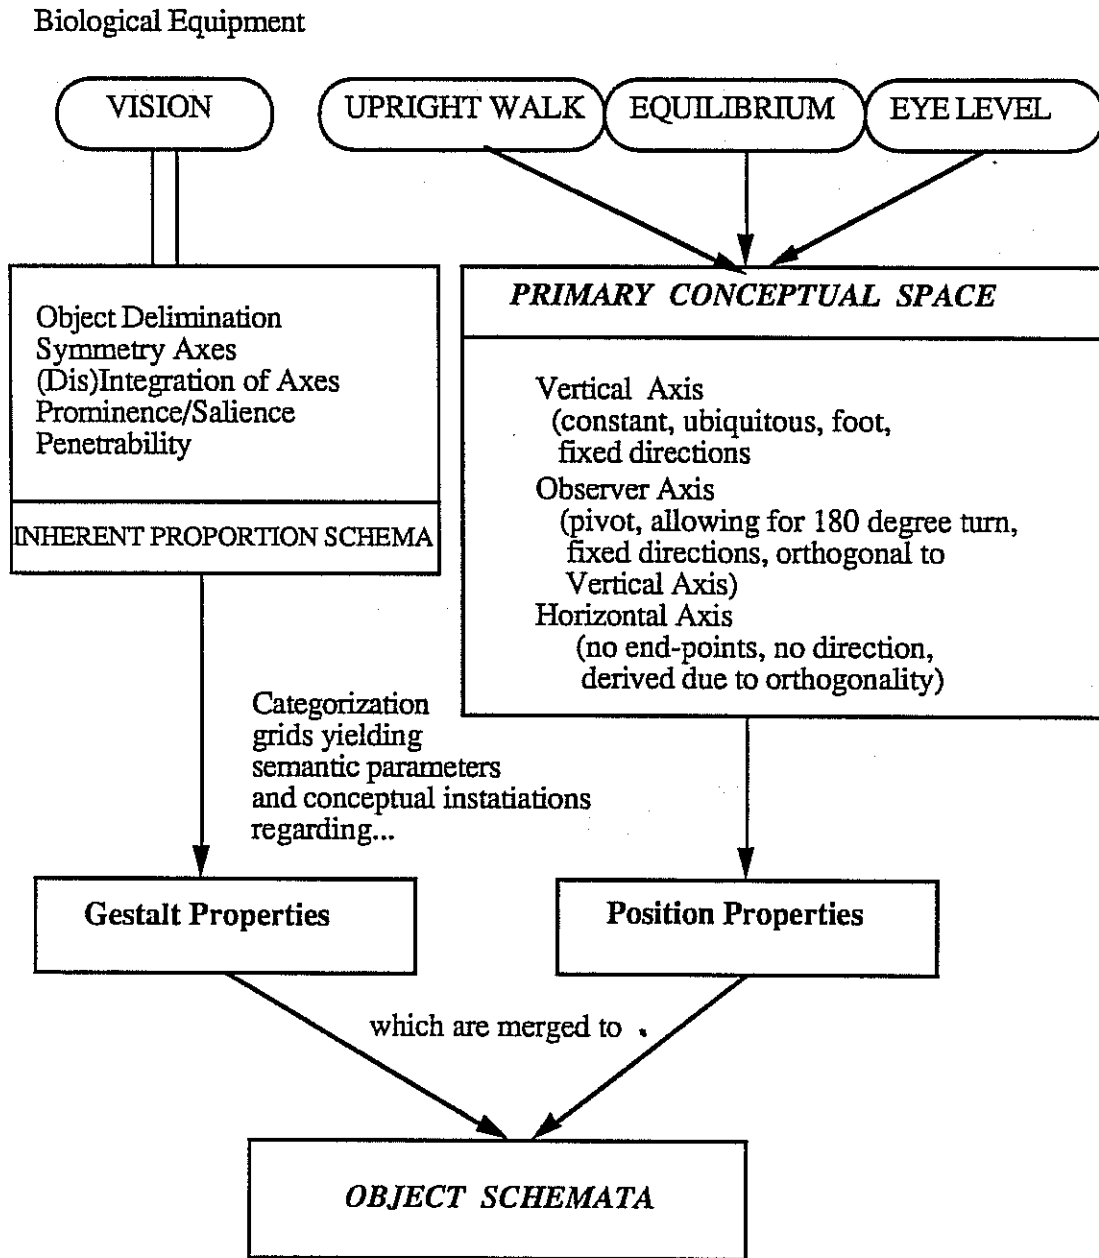 Biological Equipment
VISION
UPRIGHT WALK
EQUILIBRIUM
EYE LEVEL
Object Delimination
Symmetry Axes
(Dis)Integration of Axes
Prominence/Salience
Penetrability
INHERENT PROPORTION SCHEMA
PRIMARY CONCEPTUAL SPACE
Vertical Axis
(constant, ubiquitous, foot,
fixed directions
Observer Axis
(pivot, allowing for 180 degree turn,
fixed directions, orthogonal to
Vertical Axis)
Horizontal Axis
(no end-points, no direction,
derived due to orthogonality)
Categorization
grids yielding
semantic parameters
and conceptual instatiations
regarding...
Gestalt Properties
Position Properties
which are merged to
OBJECT SCHEMATA